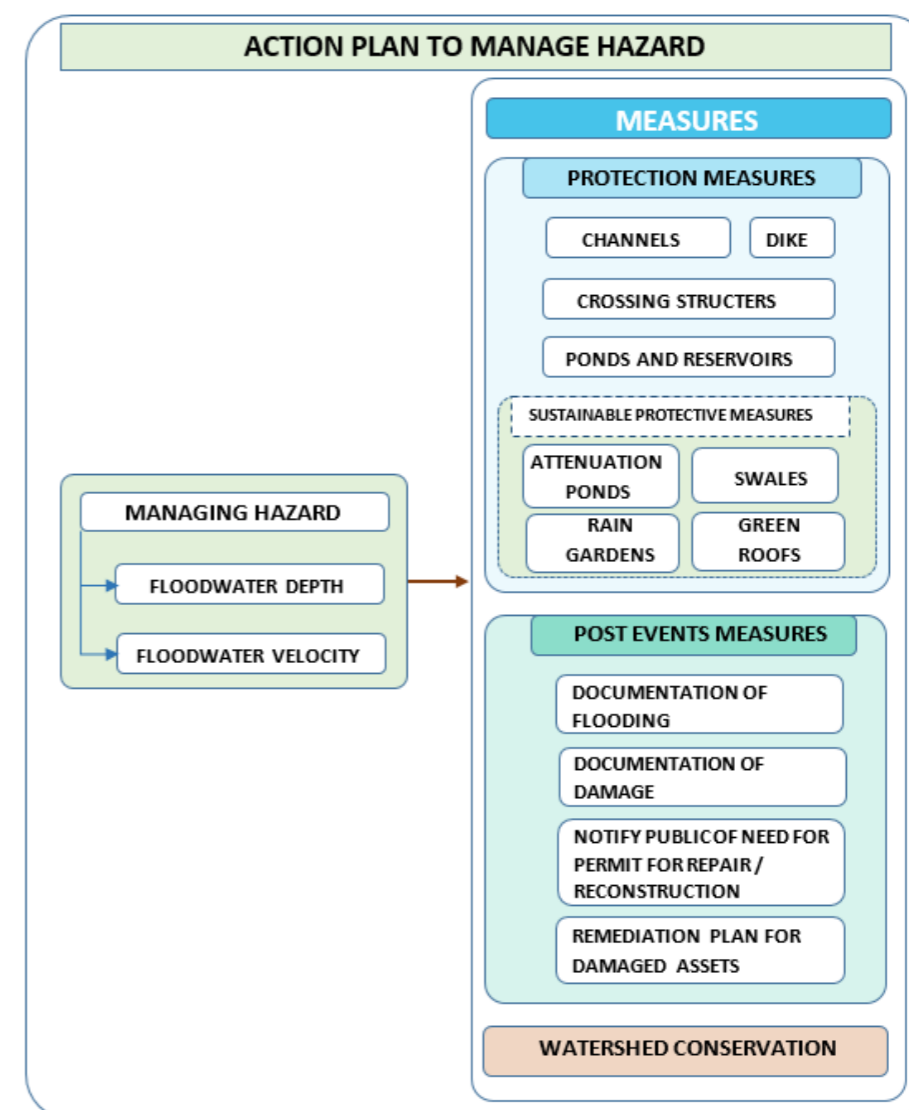 ACTION PLAN TO MANAGE HAZARD
MEASURES
PROTECTION MEASURES
CHANNELS
DIKE
CROSSING STRUCTERS
PONDS AND RESERVOIRS
SUSTAINABLE PROTECTIVE MEASURES
ATTENUATION
PONDS
SWALES
RAIN
GARDENS
GREEN
ROOFS
MANAGING HAZARD
FLOODWATER DEPTH
FLOODWATER VELOCITY
POST EVENTS MEASURES
DOCUMENTATION OF
FLOODING
DOCUMENTATION OF
DAMAGE
NOTIFY PUBLIC OF NEED FOR
PERMIT FOR REPAIR /
RECONSTRUCTION
REMEDIATION PLAN FOR
DAMAGED ASSETS
WATERSHED CONSERVATION